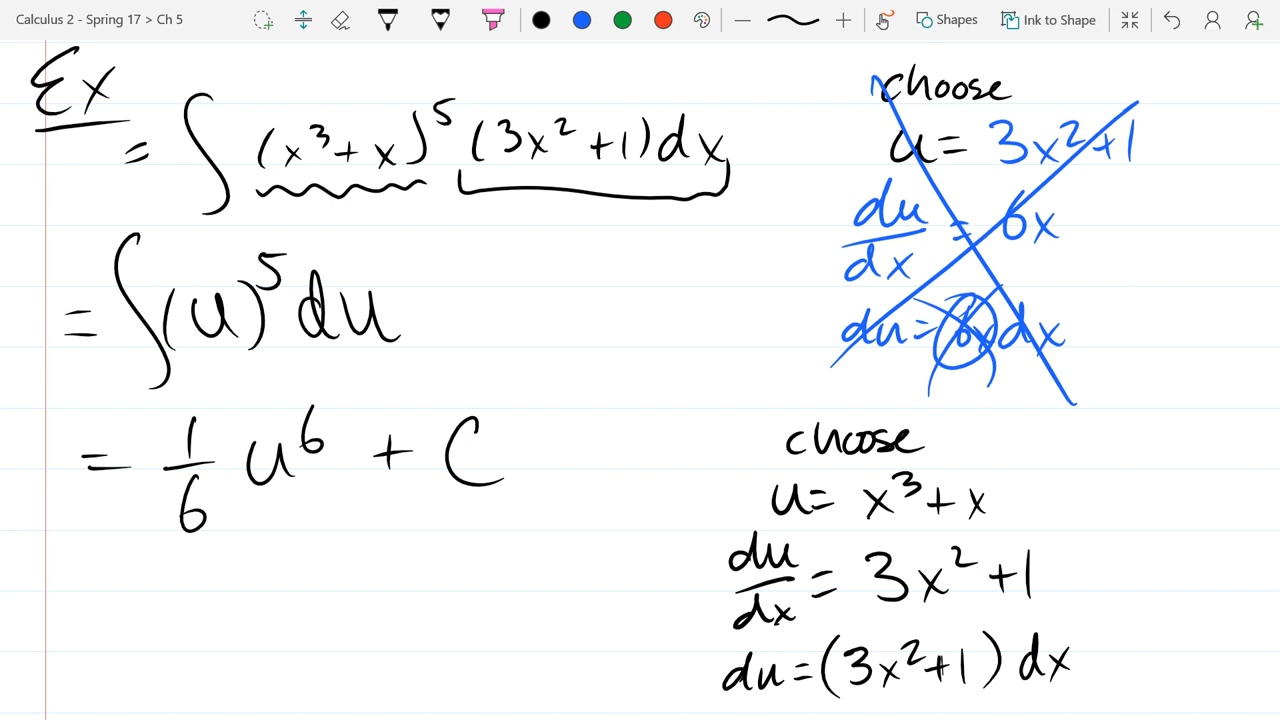 Calculus 2 - Spring 17 > Ch 5
Shapes
Ink to Shape
Ex
= ∫ (x³ + x)⁵ (3x² + 1) dx
= ∫ (u)⁵ du
= 1/6 u⁶ + C
choose
u = 3x² + 1
du/dx = 6x
du = (6x) dx
choose
u = x³ + x
du/dx = 3x² + 1
du = (3x² + 1) dx